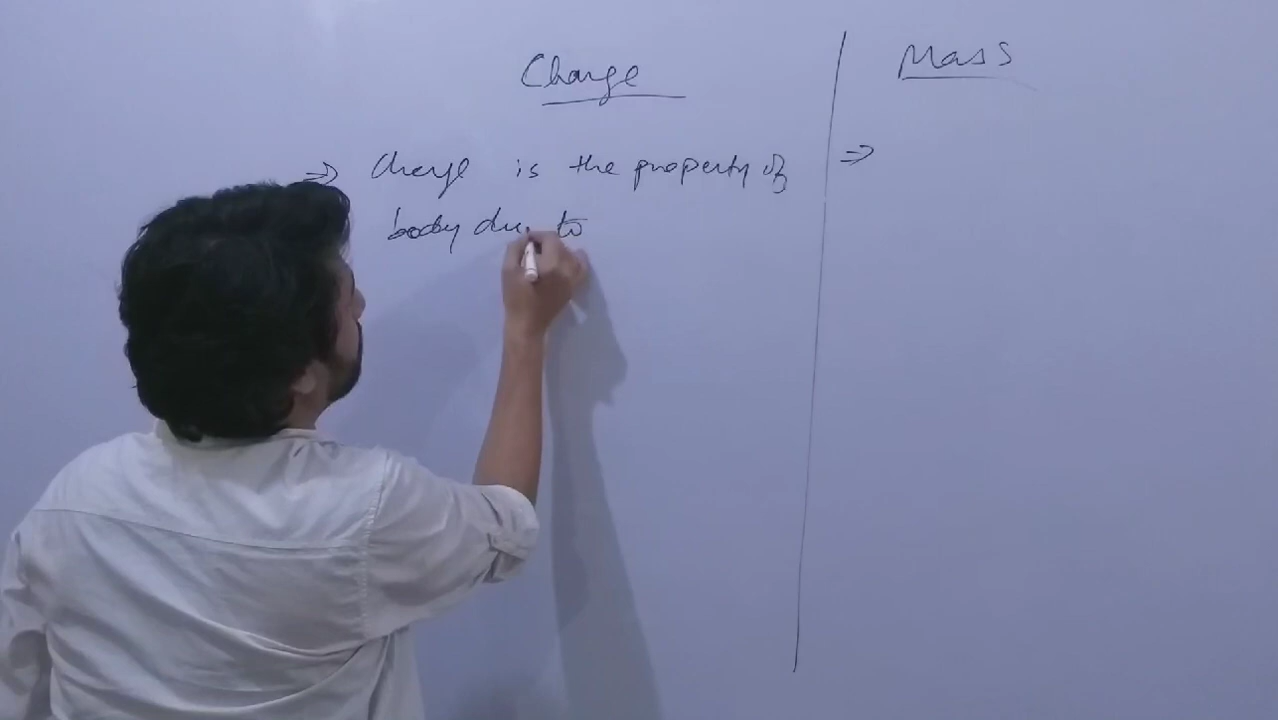 Charge
⇒ Charge is the property of
body due to
Mass
⇒